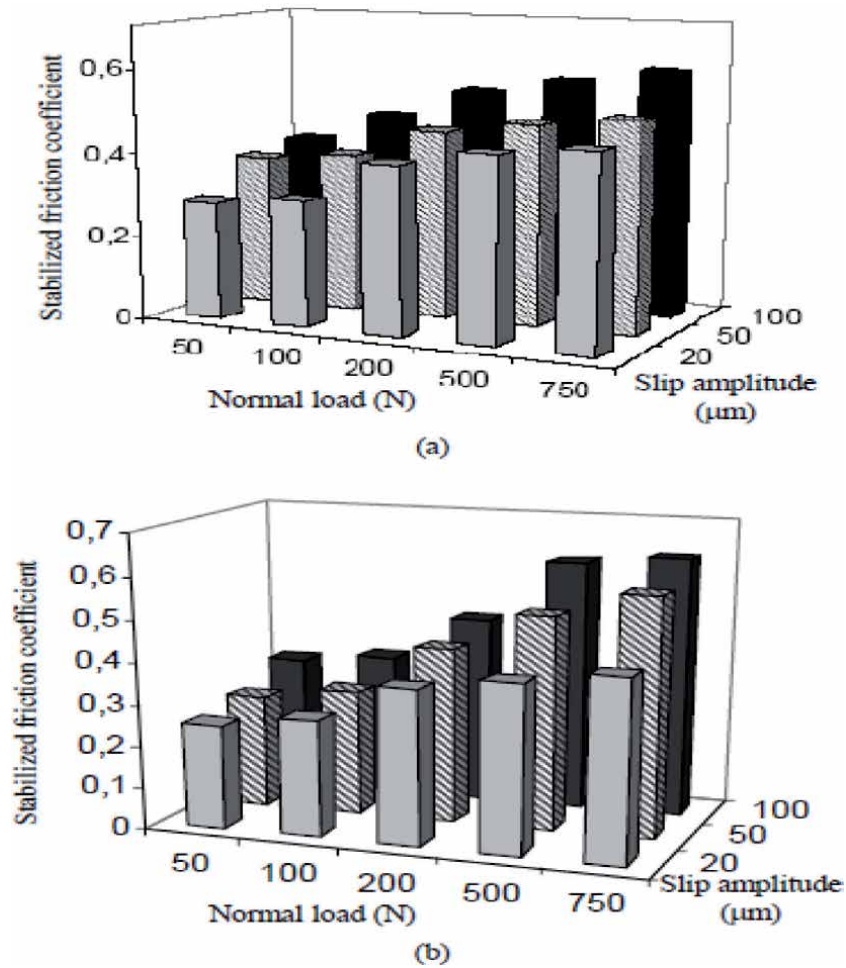 Stabilized friction coefficient
0,6
0,4
0,2
0
50
100
200
500
750
Normal load (N)
20
50
100
Slip amplitude
(μm)
(a)
Stabilized friction coefficient
0,7
0,6
0,5
0,4
0,3
0,2
0,1
0
50
100
200
500
750
Normal load (N)
20
50
100
Slip amplitude
(μm)
(b)